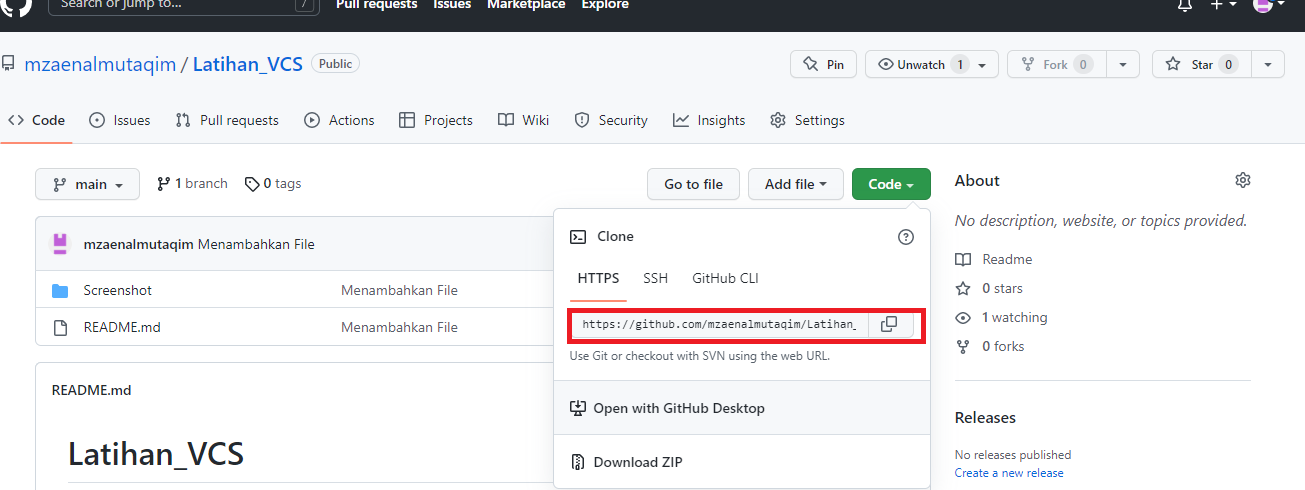 Search or jump to... /
Pull requests Issues Marketplace Explore
mzaenalmutaqim / Latihan_VCS Public
Pin Unwatch 1 Fork 0 Star 0
<> Code Issues Pull requests Actions Projects Wiki Security Insights Settings
main 1 branch 0 tags Go to file Add file Code
mzaenalmutaqim Menambahkan File
Screenshot Menambahkan File
README.md Menambahkan File
README.md
Latihan_VCS
Clone
HTTPS SSH GitHub CLI
https://github.com/mzaenalmutaqim/Latihan_
Use Git or checkout with SVN using the web URL.
Open with GitHub Desktop
Download ZIP
About
No description, website, or topics provided.
Readme
0 stars
1 watching
0 forks
Releases
No releases published
Create a new release